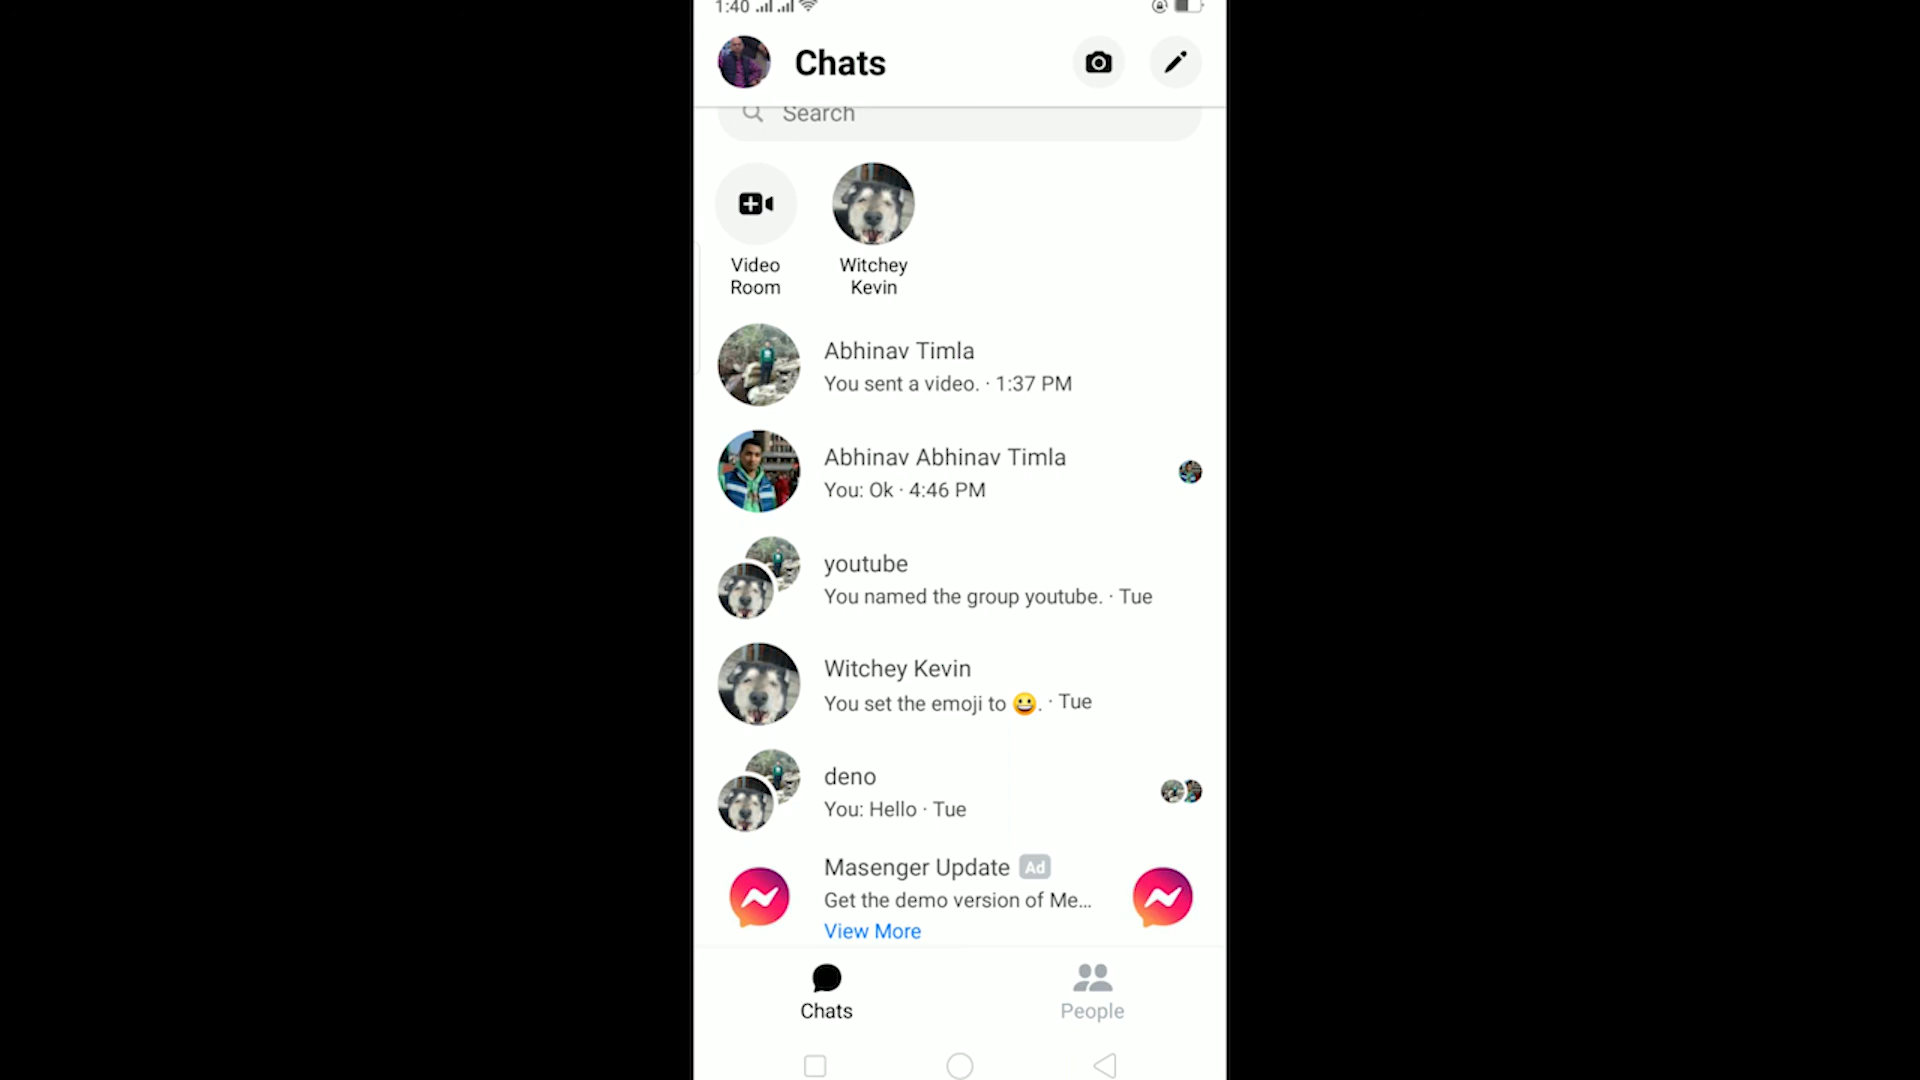 1:40
Chats
Search
Video
Room
Witchey
Kevin
Abhinav Timla
You sent a video. · 1:37 PM
Abhinav Abhinav Timla
You: Ok · 4:46 PM
youtube
You named the group youtube. · Tue
Witchey Kevin
You set the emoji to 😀. · Tue
deno
You: Hello · Tue
Masenger Update Ad
Get the demo version of Me...
View More
Chats
People